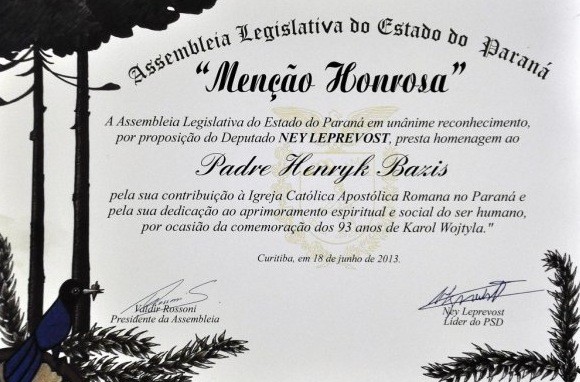 Assembleia Legislativa do Estado do Paraná
“Menção Honrosa”
A Assembleia Legislativa do Estado do Paraná em unânime reconhecimento,
por proposição do Deputado NEY LEPREVOST, presta homenagem ao
Padre Henryk Bazis
pela sua contribuição à Igreja Católica Apostólica Romana no Paraná e
pela sua dedicação ao aprimoramento espiritual e social do ser humano,
por ocasião da comemoração dos 93 anos de Karol Wojtyla."
Curitiba, em 18 de junho de 2013.
Valdir Rossoni
Presidente da Assembleia
Ney Leprevost
Líder do PSD